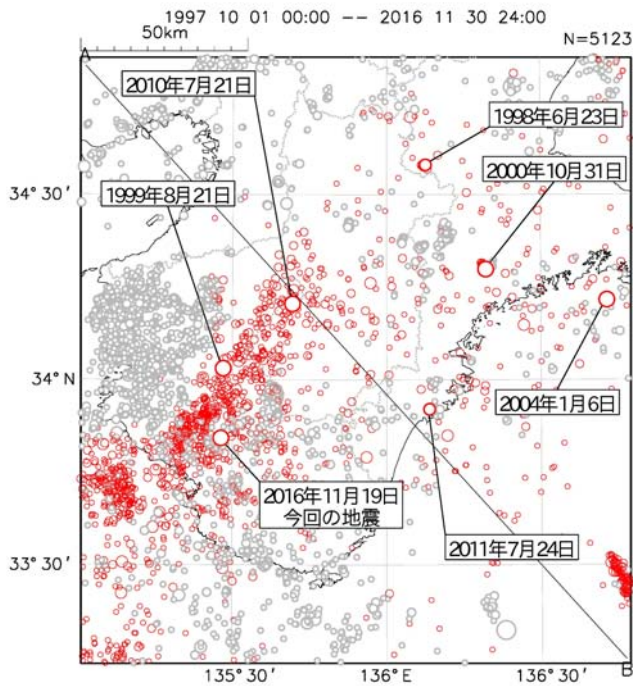 1997 10 01 00:00 -- 2016 11 30 24:00
50km
N=5123
A
2010年7月21日
1998年6月23日
2000年10月31日
34°30′
1999年8月21日
34°N
2004年1月6日
2016年11月19日
今回の地震
2011年7月24日
33°30′
B
135°30′
136°E
136°30′